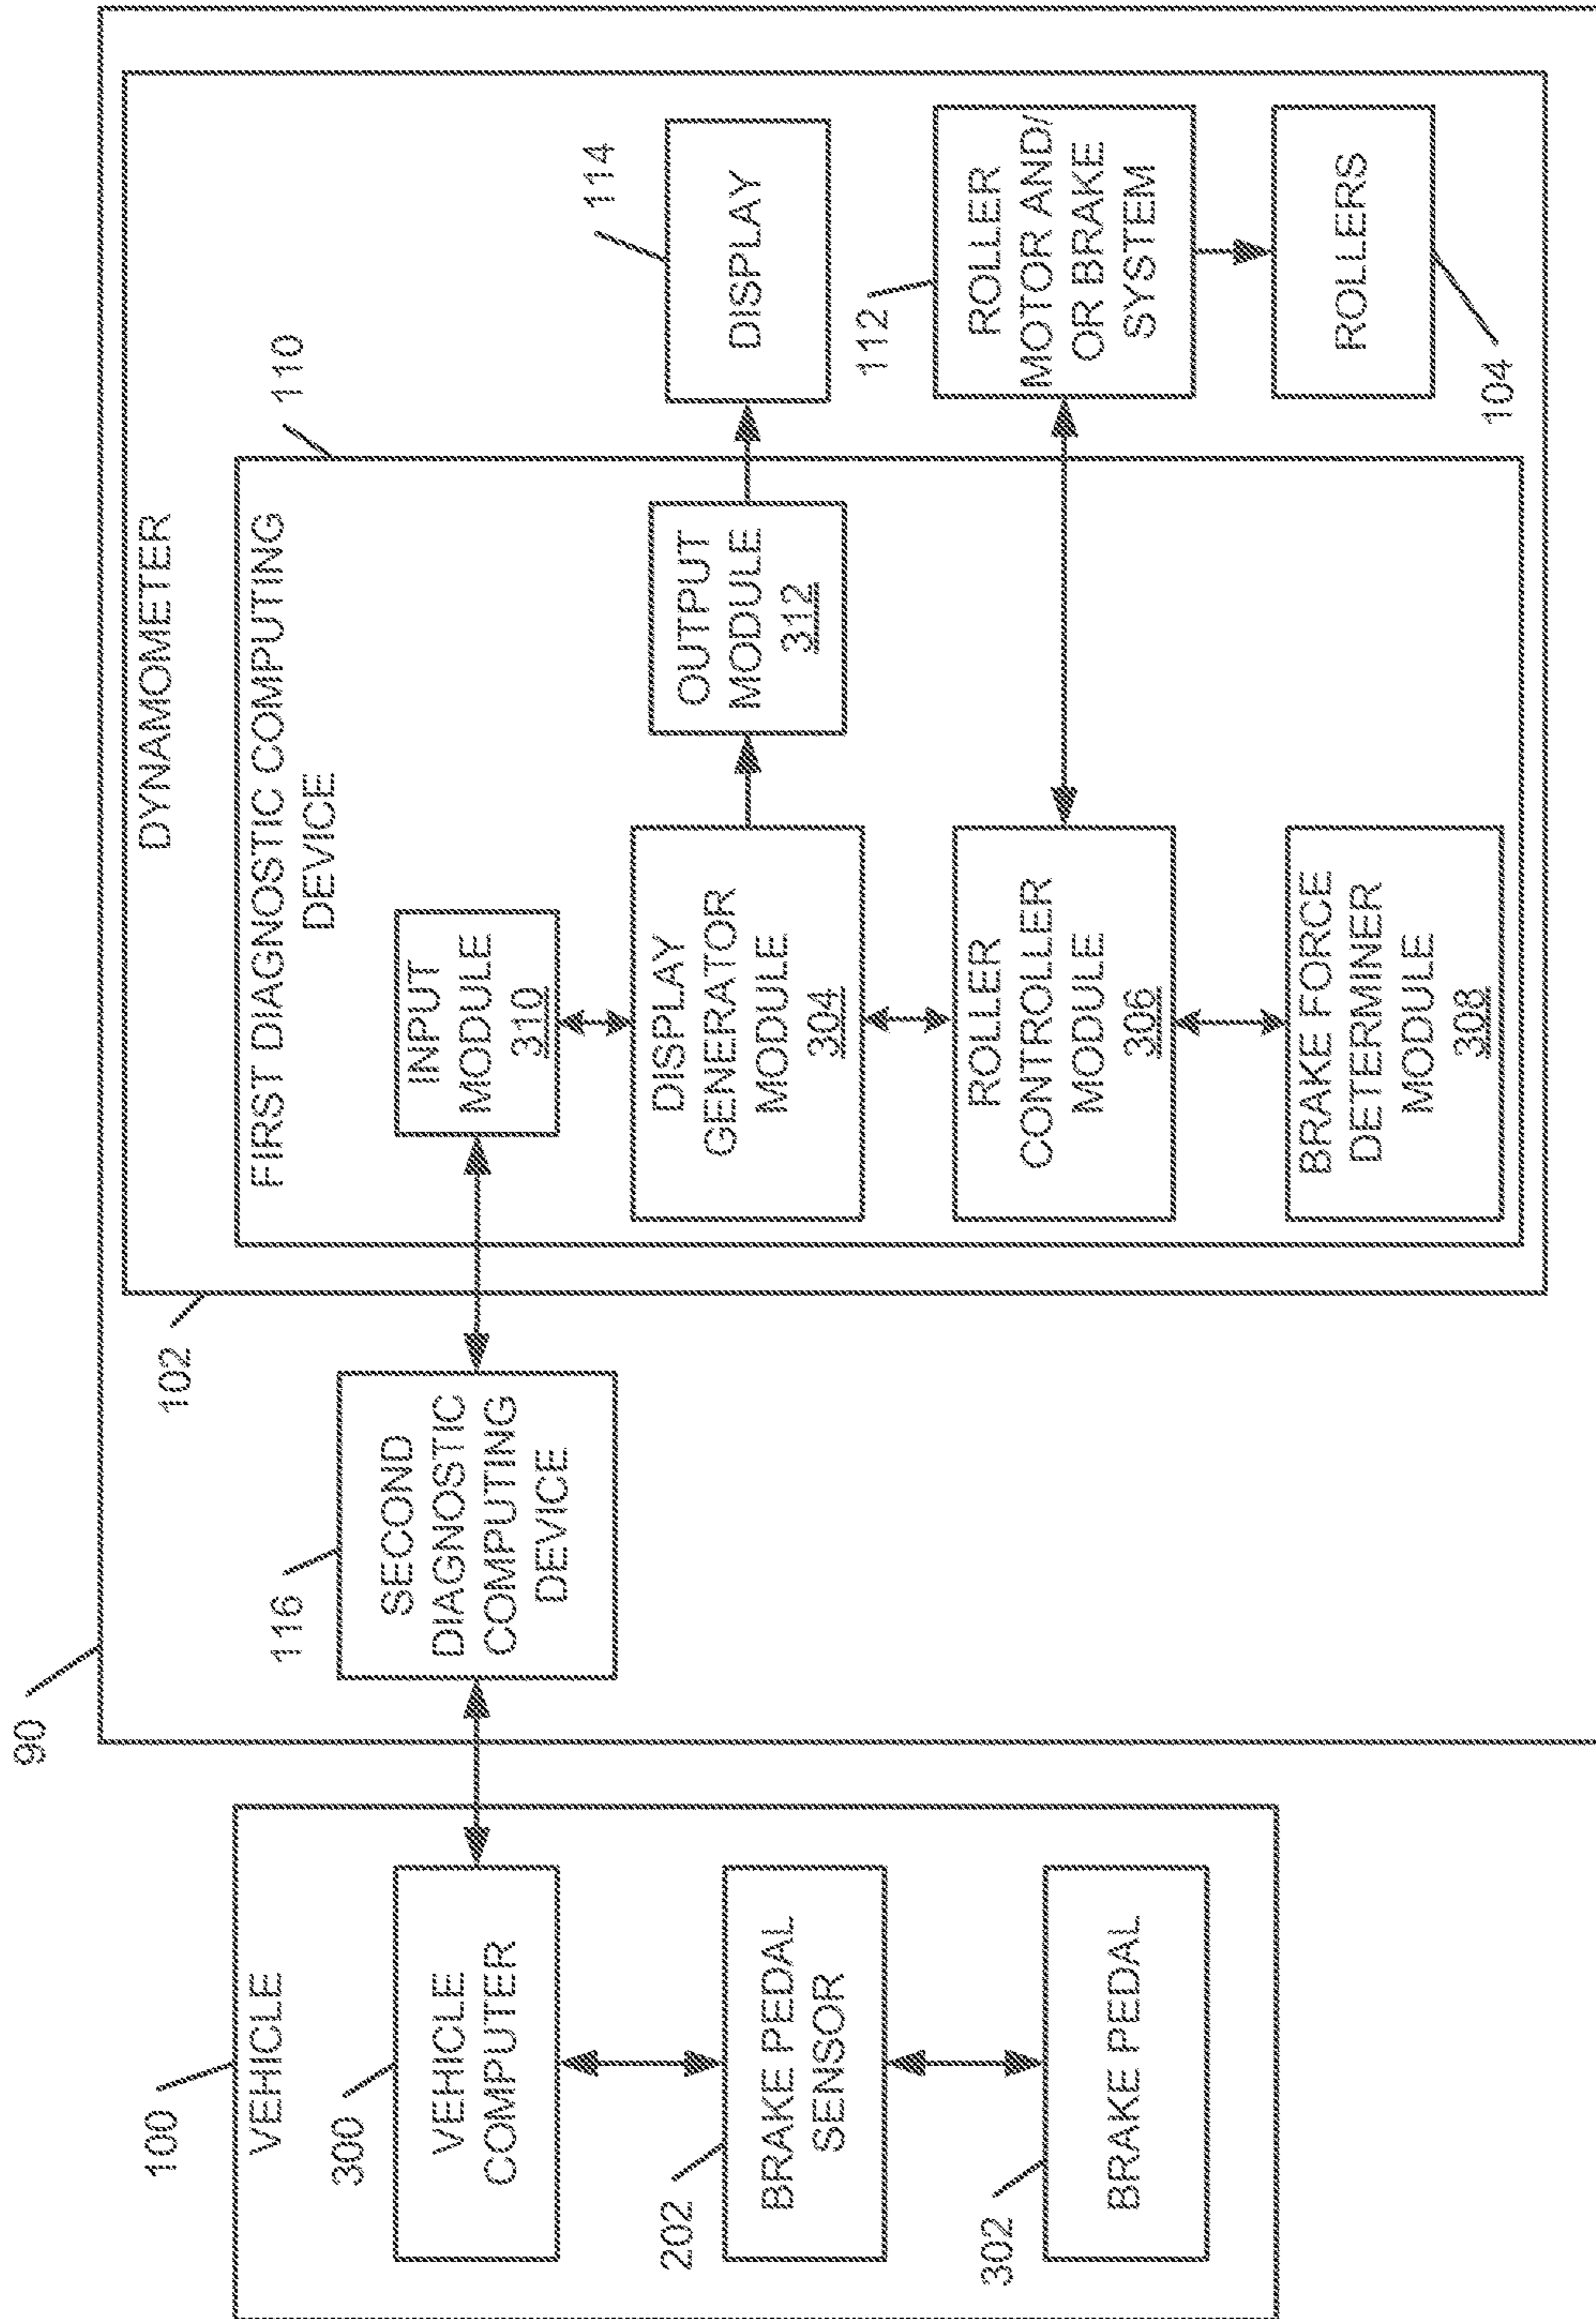 90
100
VEHICLE
300
VEHICLE
COMPUTER
202
BRAKE PEDAL
SENSOR
302
BRAKE PEDAL
116
SECOND
DIAGNOSTIC
COMPUTING
DEVICE
102
DYNAMOMETER
110
FIRST DIAGNOSTIC COMPUTING
DEVICE
INPUT
MODULE
310
DISPLAY
GENERATOR
MODULE
304
ROLLER
CONTROLLER
MODULE
306
BRAKE FORCE
DETERMINER
MODULE
308
OUTPUT
MODULE
312
114
DISPLAY
112
ROLLER
MOTOR AND/
OR BRAKE
SYSTEM
ROLLERS
104